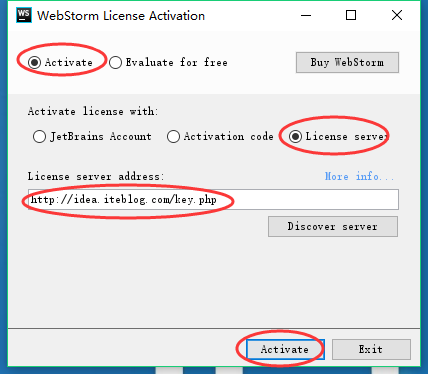 WS WebStorm License Activation
Activate Evaluate for free Buy WebStorm
Activate license with:
JetBrains Account Activation code License server
License server address: More info...
http://idea.iteblog.com/key.php
Discover server
Activate Exit